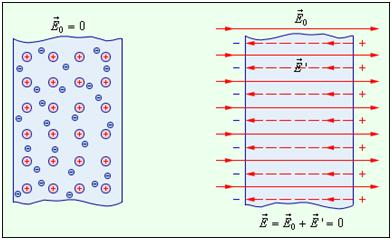 E⃗₀ = 0
E⃗₀
E⃗'
E⃗ = E⃗₀ + E⃗' = 0